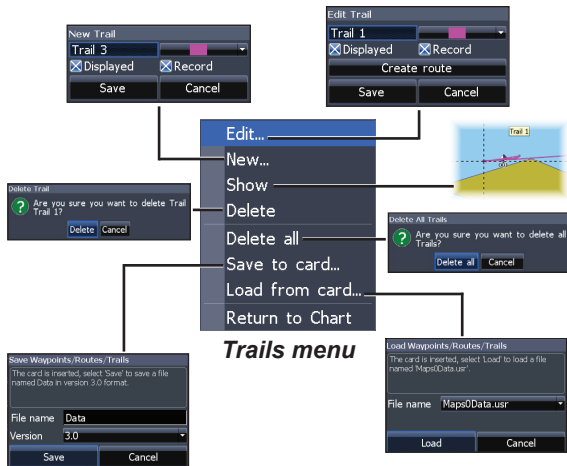 New Trail
Trail 3
Displayed
Record
Save
Cancel
Edit Trail
Trail 1
Displayed
Record
Create route
Save
Cancel
Trail 1
Edit...
New...
Show
Delete
Delete all
Save to card...
Load from card...
Return to Chart
Trails menu
Delete Trail
? Are you sure you want to delete Trail
Trail 1?
Delete Cancel
Delete All Trails
? Are you sure you want to delete all
Trails?
Delete all Cancel
Save Waypoints/Routes/Trails
The card is inserted, select 'Save' to save a file
named Data in version 3.0 format.
File name Data
Version 3.0
Save Cancel
Load Waypoints/Routes/Trails
The card is inserted, select 'Load' to load a file
named 'Maps0Data.usr'.
File name Maps0Data.usr
Load Cancel